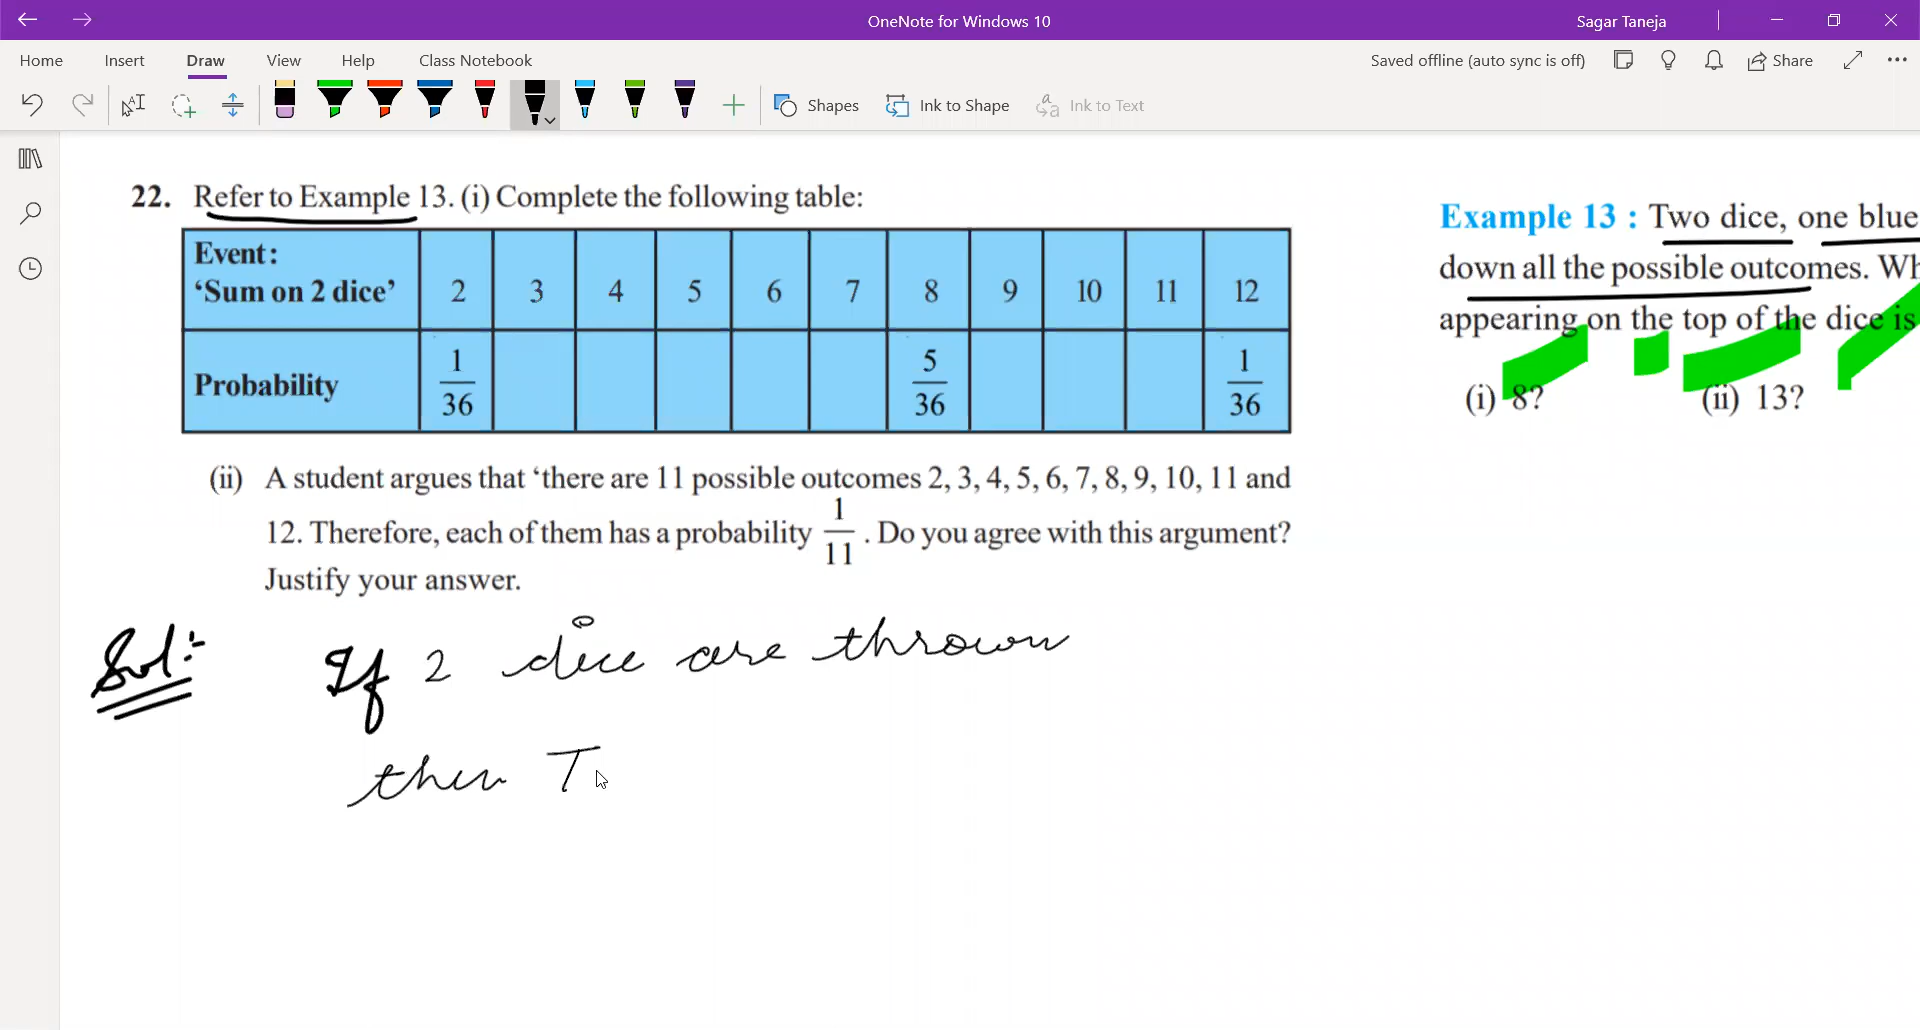 OneNote for Windows 10
Sagar Taneja
Home Insert Draw View Help Class Notebook
Saved offline (auto sync is off) Share
Shapes Ink to Shape Ink to Text
22. Refer to Example 13. (i) Complete the following table:
Event:
‘Sum on 2 dice’ 2 3 4 5 6 7 8 9 10 11 12
Probability 1/36 5/36 1/36
(ii) A student argues that ‘there are 11 possible outcomes 2, 3, 4, 5, 6, 7, 8, 9, 10, 11 and
12. Therefore, each of them has a probability 1/11 . Do you agree with this argument?
Justify your answer.
Example 13 : Two dice, one blue
down all the possible outcomes. Wh
appearing on the top of the dice is
(i) 8? (ii) 13?
Sol:-
If 2 dice are thrown
then T